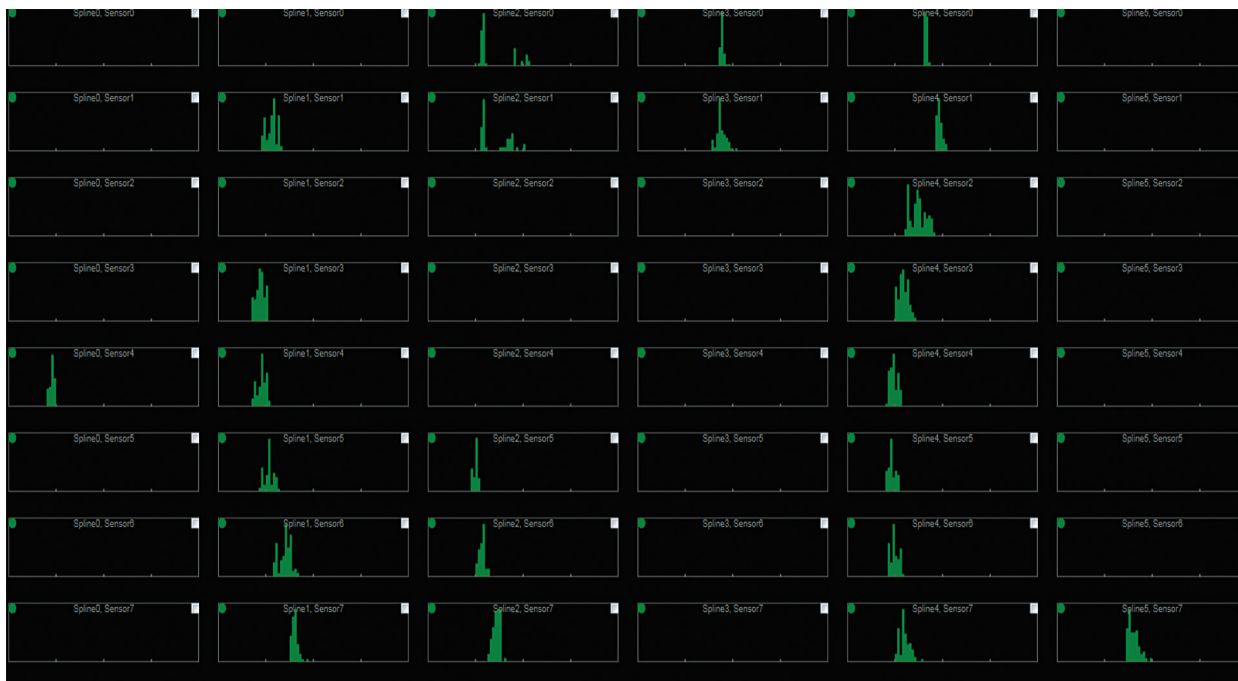 Spline0, Sensor0 Spline1, Sensor0 Spline2, Sensor0 Spline3, Sensor0 Spline4, Sensor0 Spline5, Sensor0
Spline0, Sensor1 Spline1, Sensor1 Spline2, Sensor1 Spline3, Sensor1 Spline4, Sensor1 Spline5, Sensor1
Spline0, Sensor2 Spline1, Sensor2 Spline2, Sensor2 Spline3, Sensor2 Spline4, Sensor2 Spline5, Sensor2
Spline0, Sensor3 Spline1, Sensor3 Spline2, Sensor3 Spline3, Sensor3 Spline4, Sensor3 Spline5, Sensor3
Spline0, Sensor4 Spline1, Sensor4 Spline2, Sensor4 Spline3, Sensor4 Spline4, Sensor4 Spline5, Sensor4
Spline0, Sensor5 Spline1, Sensor5 Spline2, Sensor5 Spline3, Sensor5 Spline4, Sensor5 Spline5, Sensor5
Spline0, Sensor6 Spline1, Sensor6 Spline2, Sensor6 Spline3, Sensor6 Spline4, Sensor6 Spline5, Sensor6
Spline0, Sensor7 Spline1, Sensor7 Spline2, Sensor7 Spline3, Sensor7 Spline4, Sensor7 Spline5, Sensor7